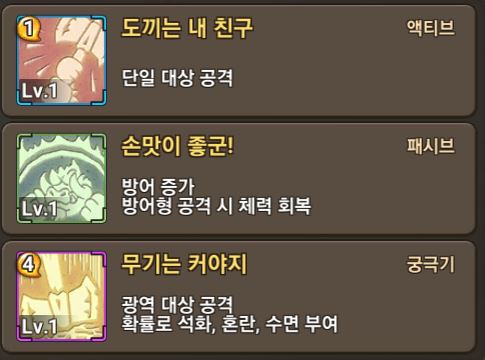 1
도끼는 내 친구
액티브
단일 대상 공격
Lv.1
손맛이 좋군!
패시브
방어 증가
방어형 공격 시 체력 회복
Lv.1
4
무기는 커야지
궁극기
광역 대상 공격
확률로 석화, 혼란, 수면 부여
Lv.1